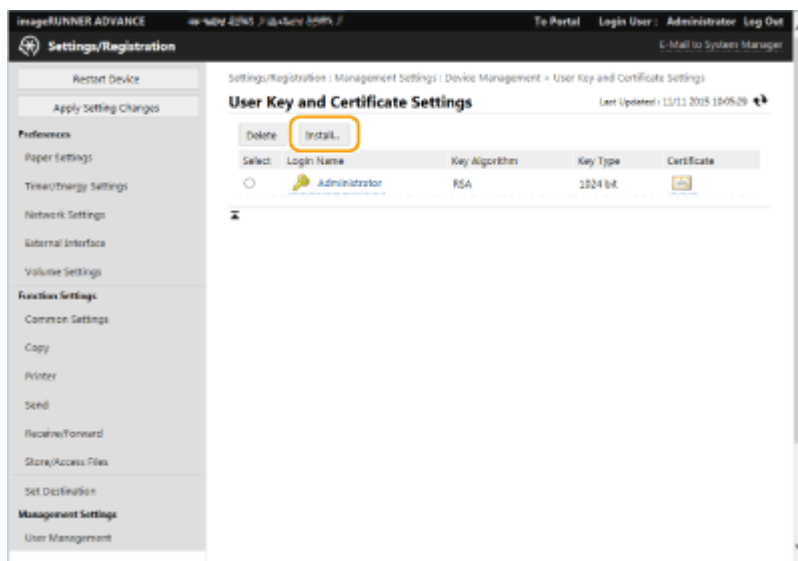 imageRUNNER ADVANCE
To Portal Login User : Administrator Log Out
Settings/Registration
E-Mail to System Manager
Restart Device
Apply Setting Changes
Preferences
Paper Settings
Timer/Energy Settings
Network Settings
External Interface
Volume Settings
Function Settings
Common Settings
Copy
Printer
Send
Receive/Forward
Store/Access Files
Set Destination
Management Settings
User Management
Settings/Registration : Management Settings : Device Management > User Key and Certificate Settings
User Key and Certificate Settings
Last Updated : 11/11 2015 10:05:29
Delete Install...
Select Login Name Key Algorithm Key Type Certificate
Administrator RSA 1024 bit